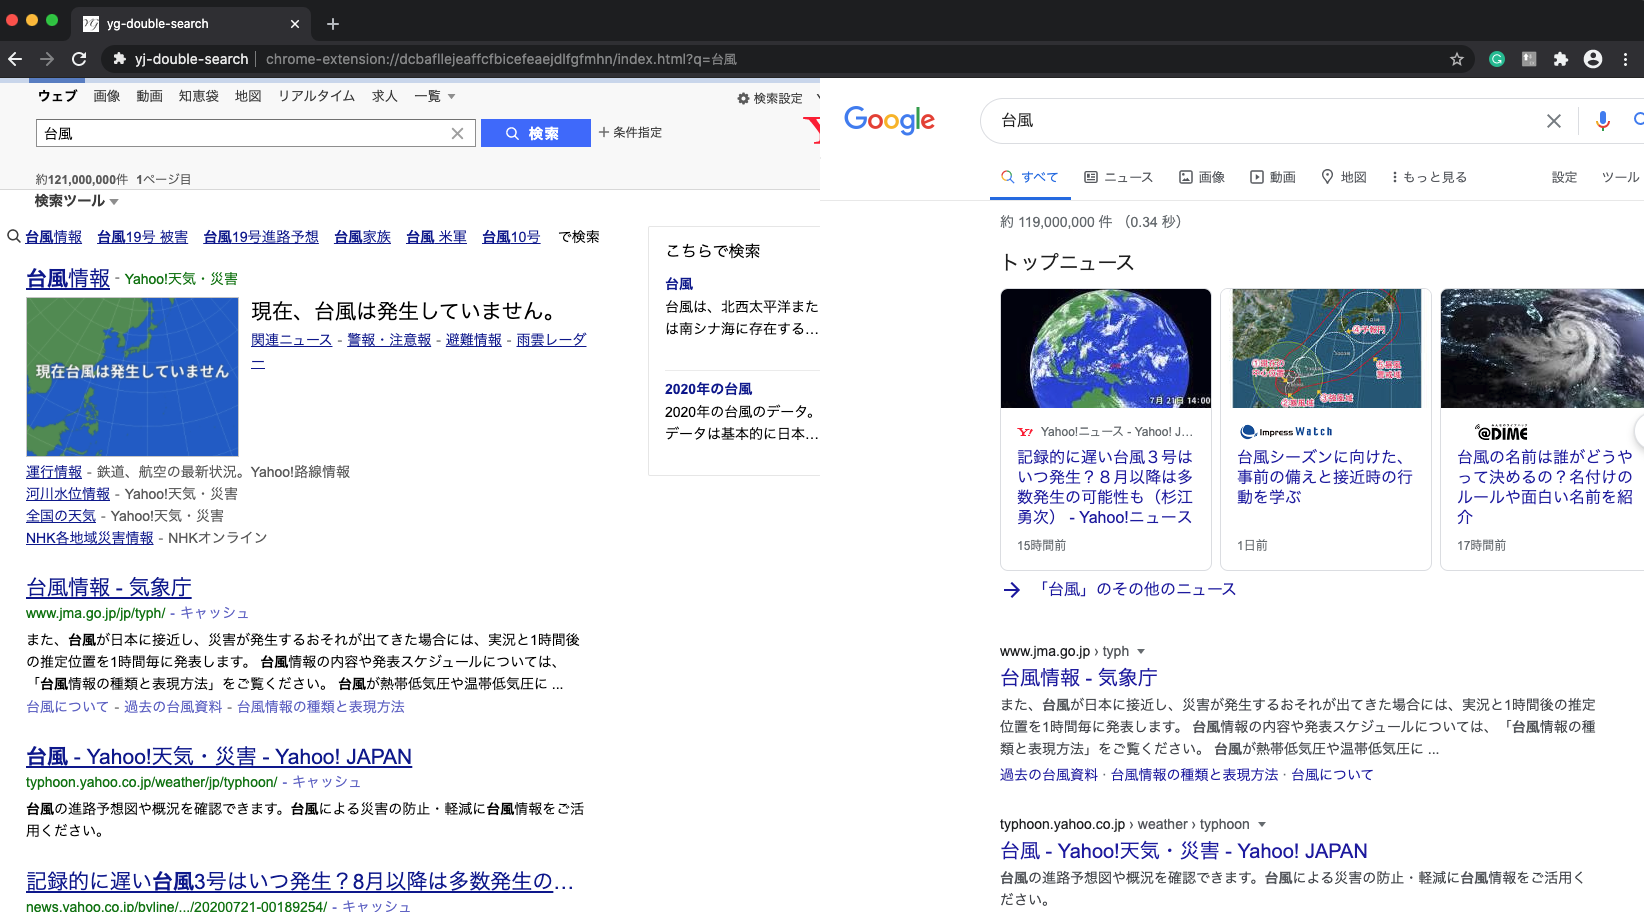 yg-double-search
yj-double-search
chrome-extension://dcbafllejeaffcfbicefeaejdlfgfmhn/index.html?q=台風
ウェブ 画像 動画 知恵袋 地図 リアルタイム 求人 一覧
検索設定
台風
検索
条件指定
約121,000,000件 1ページ目
検索ツール
台風情報 台風19号 被害 台風19号進路予想 台風家族 台風 米軍 台風10号 で検索
台風情報 - Yahoo!天気・災害
現在台風は発生していません
現在、台風は発生していません。
関連ニュース - 警報・注意報 - 避難情報 - 雨雲レーダ
ー
運行情報 - 鉄道、航空の最新状況。Yahoo!路線情報
河川水位情報 - Yahoo!天気・災害
全国の天気 - Yahoo!天気・災害
NHK各地域災害情報 - NHKオンライン
台風情報 - 気象庁
www.jma.go.jp/jp/typh/ - キャッシュ
また、台風が日本に接近し、災害が発生するおそれが出てきた場合には、実況と1時間後
の推定位置を1時間毎に発表します。 台風情報の内容や発表スケジュールについては、
「台風情報の種類と表現方法」をご覧ください。 台風が熱帯低気圧や温帯低気圧に ...
台風について - 過去の台風資料 - 台風情報の種類と表現方法
台風 - Yahoo!天気・災害 - Yahoo! JAPAN
typhoon.yahoo.co.jp/weather/jp/typhoon/ - キャッシュ
台風の進路予想図や概況を確認できます。台風による災害の防止・軽減に台風情報をご活
用ください。
記録的に遅い台風3号はいつ発生？8月以降は多数発生の…
news.yahoo.co.jp/byline/.../20200721-00189254/ - キャッシュ
こちらで検索
台風
台風は、北西太平洋また
は南シナ海に存在する...
2020年の台風
2020年の台風のデータ。
データは基本的に日本...
Google
台風
すべて ニュース 画像 動画 地図 もっと見る 設定 ツール
約 119,000,000 件 （0.34 秒）
トップニュース
7月 21日 14:00
Yahoo!ニュース - Yahoo! J...
記録的に遅い台風３号は
いつ発生？８月以降は多
数発生の可能性も（杉江
勇次） - Yahoo!ニュース
15時間前
④予報円
①現在の
中心位置
⑤暴風
警戒域
②暴風域
③強風域
Impress Watch
台風シーズンに向けた、
事前の備えと接近時の行
動を学ぶ
1日前
@DIME
台風の名前は誰がどうや
って決めるの？名付けの
ルールや面白い名前を紹
介
17時間前
「台風」のその他のニュース
www.jma.go.jp › typh
台風情報 - 気象庁
また、台風が日本に接近し、災害が発生するおそれが出てきた場合には、実況と1時間後の推定
位置を1時間毎に発表します。 台風情報の内容や発表スケジュールについては、「台風情報の種
類と表現方法」をご覧ください。 台風が熱帯低気圧や温帯低気圧に ...
過去の台風資料 · 台風情報の種類と表現方法 · 台風について
typhoon.yahoo.co.jp › weather › typhoon
台風 - Yahoo!天気・災害 - Yahoo! JAPAN
台風の進路予想図や概況を確認できます。台風による災害の防止・軽減に台風情報をご活用く
ださい。